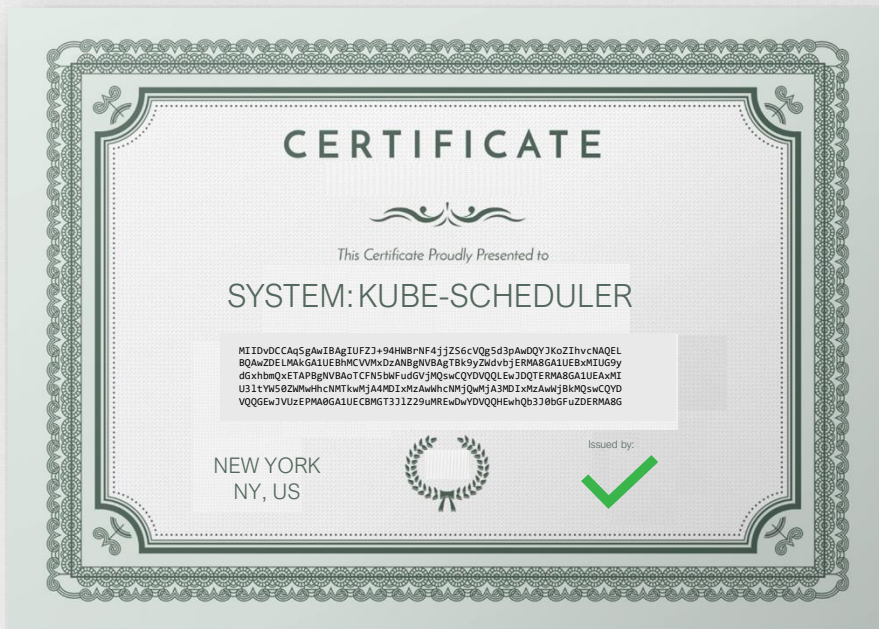 CERTIFICATE
This Certificate Proudly Presented to
SYSTEM: KUBE-SCHEDULER
MIIDvDCCAqSgAwIBAgIUFZJ+94HWBrNF4jjZS6cVQg5d3pAwDQYJKoZIhvcNAQEL
BQAwZDELMAkGA1UEBhMCVVMxDzANBgNVBAgTBk9yZWdvbjERMA8GA1UEBxMIUG9y
dGxhbmQxETAPBgNVBAoTCFN5bWFudGVjMQswCQYDVQQLEwJDQTERMA8GA1UEAxMI
U3ltYW50ZWMwHhcNMTkwMjA4MDIxMzAwWhcNMjQwMjA3MDIxMzAwWjBkMQswCQYD
VQQGEwJVUzEPMA0GA1UECBMGT3JlZ29uMREwDwYDVQQHEwhQb3J0bGFuZDERMA8G
Issued by:
NEW YORK
NY, US